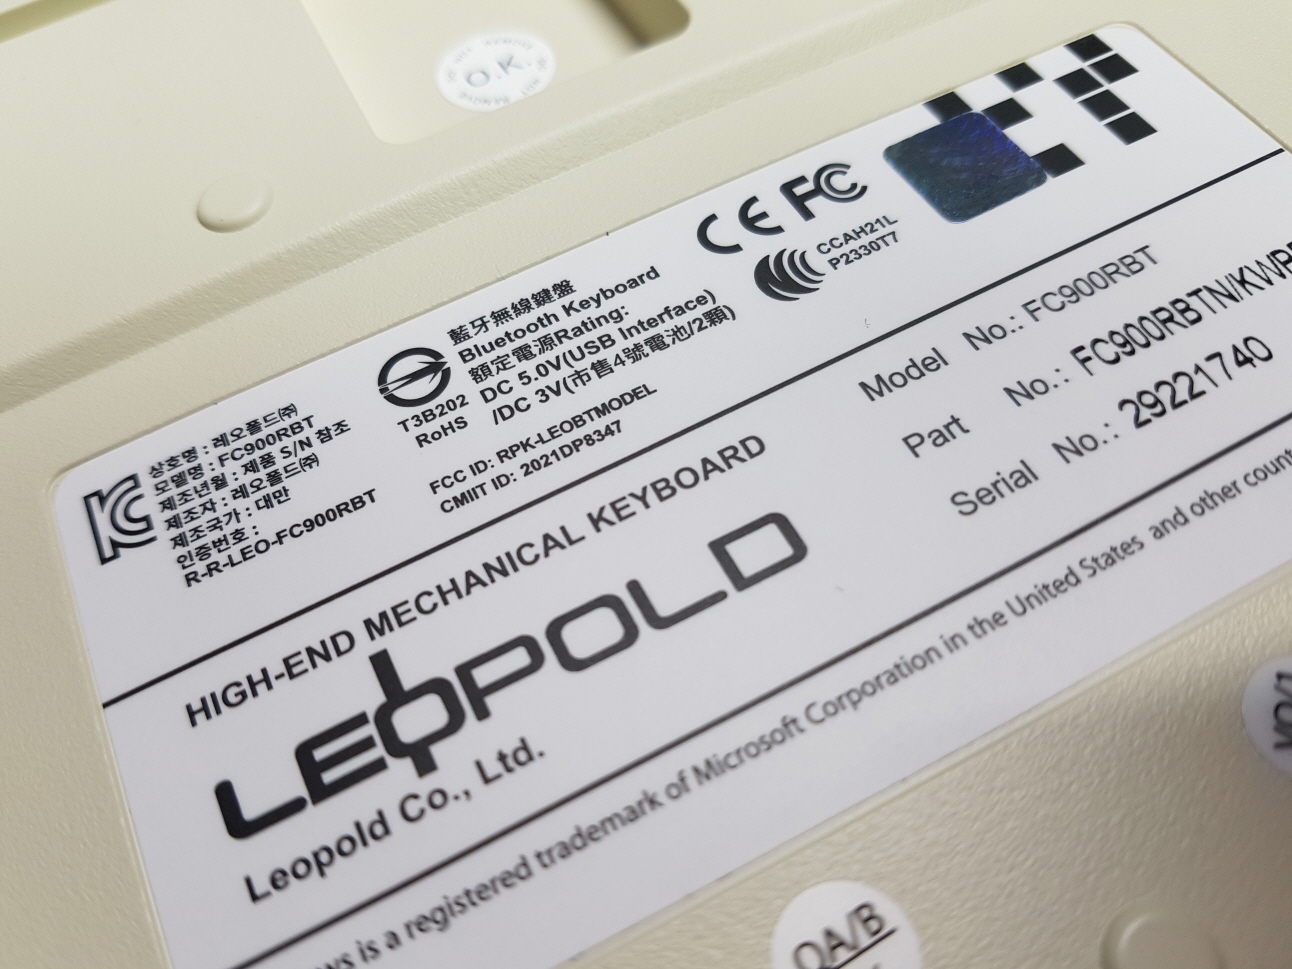 O.K.
CE FC
CCAH21L
P2330T7
藍牙無線鍵盤
Bluetooth Keyboard
額定電源Rating:
DC 5.0V(USB Interface)
/DC 3V(市售4號電池/2顆)
T3B202
RoHS
FCC ID: RPK-LEOBTMODEL
CMIIT ID: 2021DP8347
상호명 : 레오폴드㈜
모델명 : FC900RBT
제조년월 : 제품 S/N 참조
제조자 : 레오폴드㈜
제조국가 : 대만
인증번호 :
R-R-LEO-FC900RBT
Model No.: FC900RBT
Part No.: FC900RBTN/KWP
Serial No.: 29221740
HIGH-END MECHANICAL KEYBOARD
LEOPOLD
Leopold Co., Ltd.
is a registered trademark of Microsoft Corporation in the United States and other
QA/B